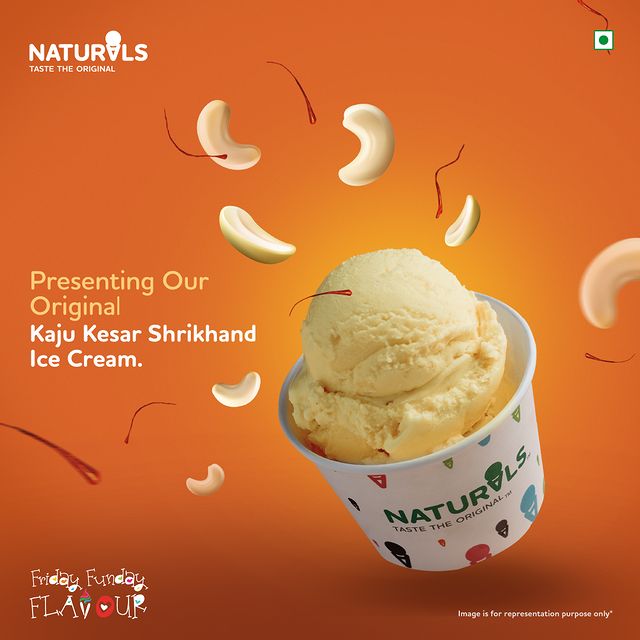 NATURALS
TASTE THE ORIGINAL
Presenting Our
Original
Kaju Kesar Shrikhand
Ice Cream.
NATURALS
TASTE THE ORIGINAL™
Friday Funday
FLAVOUR
Image is for representation purpose only*